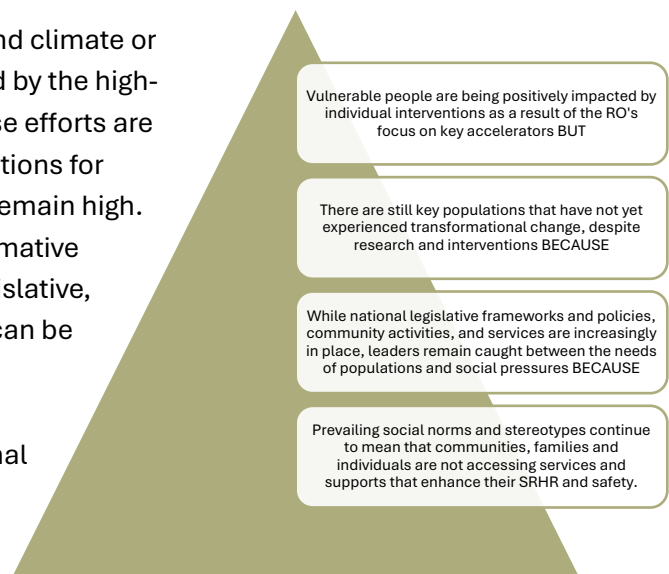 nd climate or
d by the high-
se efforts are
tions for
emain high.
mative
islative,
can be
nal
Vulnerable people are being positively impacted by
individual interventions as a result of the RO's
focus on key accelerators BUT
There are still key populations that have not yet
experienced transformational change, despite
research and interventions BECAUSE
While national legislative frameworks and policies,
community activities, and services are increasingly
in place, leaders remain caught between the needs
of populations and social pressures BECAUSE
Prevailing social norms and stereotypes continue
to mean that communities, families and
individuals are not accessing services and
supports that enhance their SRHR and safety.